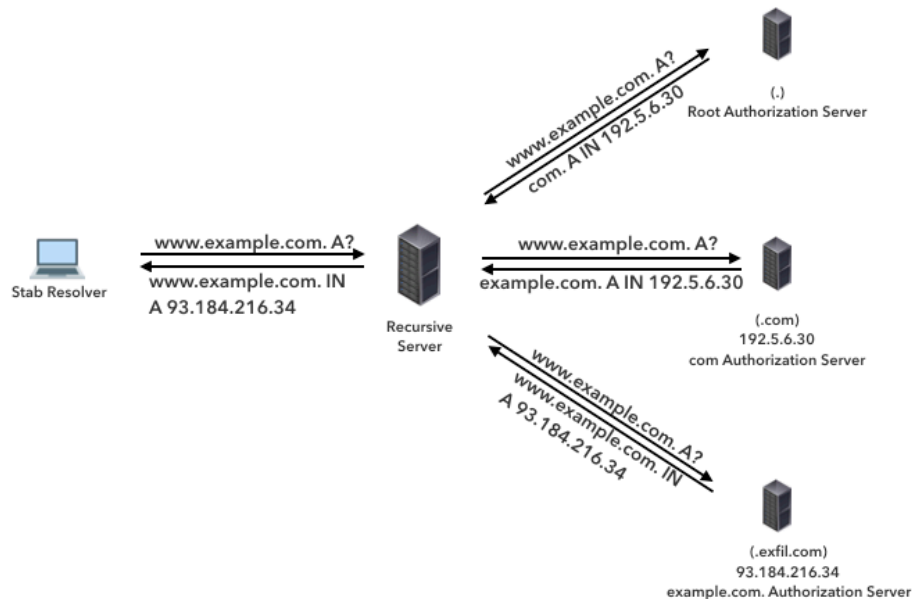 (.)
Root Authorization Server
www.example.com. A?
com. A IN 192.5.6.30
www.example.com. A?
www.example.com. IN
A 93.184.216.34
Stab Resolver
Recursive
Server
www.example.com. A?
example.com. A IN 192.5.6.30
(.com)
192.5.6.30
com Authorization Server
www.example.com. A?
www.example.com. IN
A 93.184.216.34
(.exfil.com)
93.184.216.34
example.com. Authorization Server